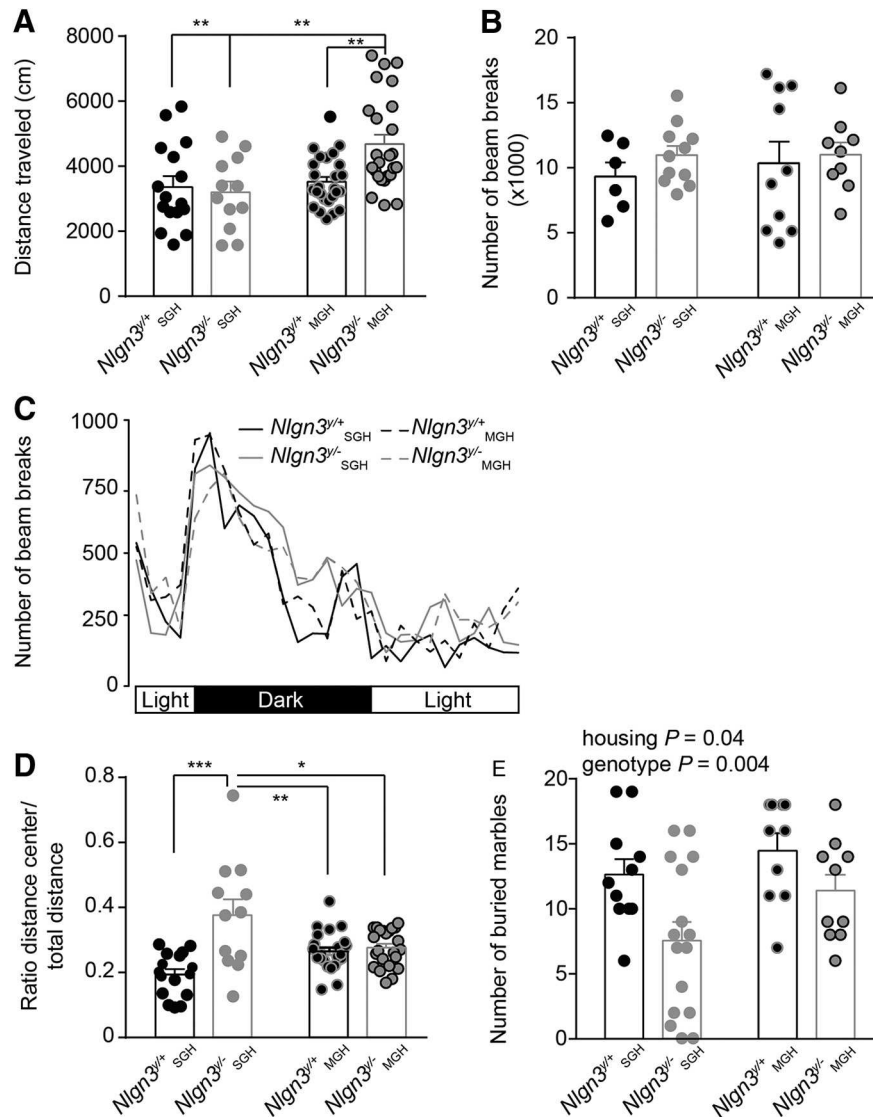 A
B
** **
**
8000
6000
4000
2000
0
Distance traveled (cm)
Nlgn3y/+ SGH
Nlgn3y/- SGH
Nlgn3y/+ MGH
Nlgn3y/- MGH
20
15
10
5
0
Number of beam breaks
(x1000)
Nlgn3y/+ SGH
Nlgn3y/- SGH
Nlgn3y/+ MGH
Nlgn3y/- MGH
C
1000
750
500
250
0
Number of beam breaks
Nlgn3y/+SGH Nlgn3y/+MGH
Nlgn3y/-SGH Nlgn3y/-MGH
Light Dark Light
D
*** *
**
0.8
0.6
0.4
0.2
0
Ratio distance center/
total distance
Nlgn3y/+ SGH
Nlgn3y/- SGH
Nlgn3y/+ MGH
Nlgn3y/- MGH
housing P = 0.04
E genotype P = 0.004
20
15
10
5
0
Number of buried marbles
Nlgn3y/+ SGH
Nlgn3y/- SGH
Nlgn3y/+ MGH
Nlgn3y/- MGH